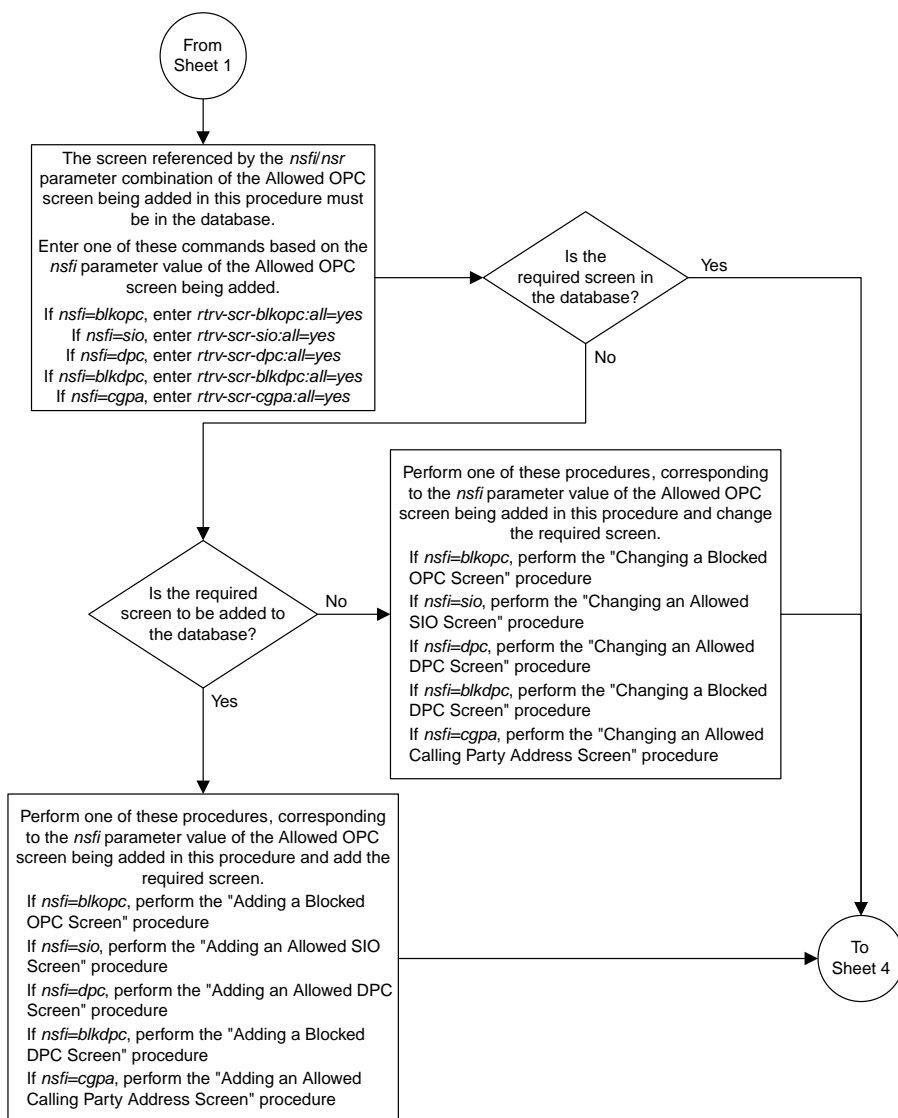 From
Sheet 1
The screen referenced by the nsfi/nsr
parameter combination of the Allowed OPC
screen being added in this procedure must
be in the database.
Enter one of these commands based on the
nsfi parameter value of the Allowed OPC
screen being added.
If nsfi=blkopc, enter rtrv-scr-blkopc:all=yes
If nsfi=sio, enter rtrv-scr-sio:all=yes
If nsfi=dpc, enter rtrv-scr-dpc:all=yes
If nsfi=blkdpc, enter rtrv-scr-blkdpc:all=yes
If nsfi=cgpa, enter rtrv-scr-cgpa:all=yes
Is the
required screen in
the database?
Yes
No
Is the required
screen to be added to
the database?
No
Yes
Perform one of these procedures, corresponding
to the nsfi parameter value of the Allowed OPC
screen being added in this procedure and change
the required screen.
If nsfi=blkopc, perform the "Changing a Blocked
OPC Screen" procedure
If nsfi=sio, perform the "Changing an Allowed
SIO Screen" procedure
If nsfi=dpc, perform the "Changing an Allowed
DPC Screen" procedure
If nsfi=blkdpc, perform the "Changing a Blocked
DPC Screen" procedure
If nsfi=cgpa, perform the "Changing an Allowed
Calling Party Address Screen" procedure
Perform one of these procedures, corresponding
to the nsfi parameter value of the Allowed OPC
screen being added in this procedure and add the
required screen.
If nsfi=blkopc, perform the "Adding a Blocked
OPC Screen" procedure
If nsfi=sio, perform the "Adding an Allowed SIO
Screen" procedure
If nsfi=dpc, perform the "Adding an Allowed DPC
Screen" procedure
If nsfi=blkdpc, perform the "Adding a Blocked
DPC Screen" procedure
If nsfi=cgpa, perform the "Adding an Allowed
Calling Party Address Screen" procedure
To
Sheet 4